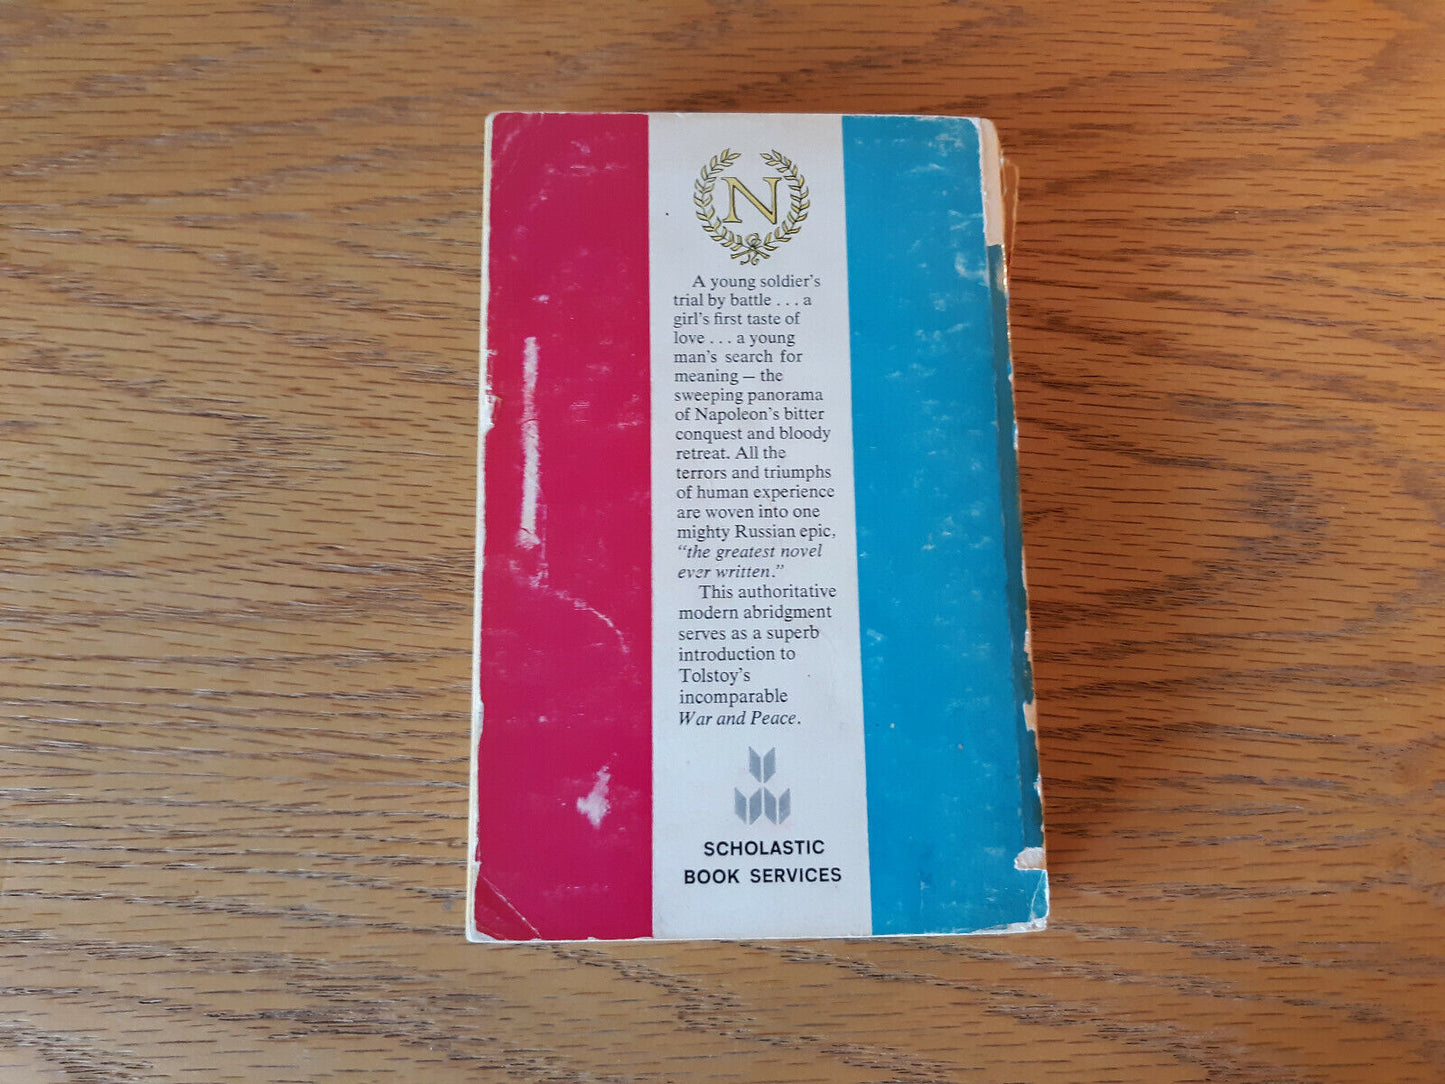 N
A young soldier's
trial by battle . . . a
girl's first taste of
love . . . a young
man's search for
meaning – the
sweeping panorama
of Napoleon's bitter
conquest and bloody
retreat. All the
terrors and triumphs
of human experience
are woven into one
mighty Russian epic,
"the greatest novel
ever written."
This authoritative
modern abridgment
serves as a superb
introduction to
Tolstoy's
incomparable
War and Peace.
SCHOLASTIC
BOOK SERVICES